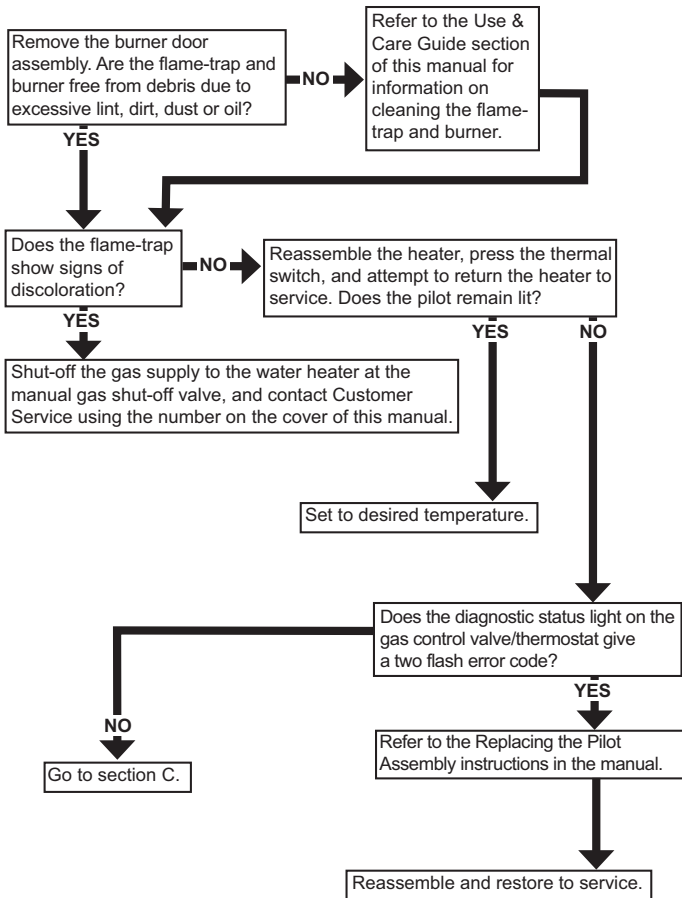 Remove the burner door
assembly. Are the flame-trap and
burner free from debris due to
excessive lint, dirt, dust or oil?
NO
Refer to the Use &
Care Guide section
of this manual for
information on
cleaning the flame-
trap and burner.
YES
Does the flame-trap
show signs of
discoloration?
NO
Reassemble the heater, press the thermal
switch, and attempt to return the heater to
service. Does the pilot remain lit?
YES
Shut-off the gas supply to the water heater at the
manual gas shut-off valve, and contact Customer
Service using the number on the cover of this manual.
YES
NO
Set to desired temperature.
Does the diagnostic status light on the
gas control valve/thermostat give
a two flash error code?
NO
Go to section C.
YES
Refer to the Replacing the Pilot
Assembly instructions in the manual.
Reassemble and restore to service.